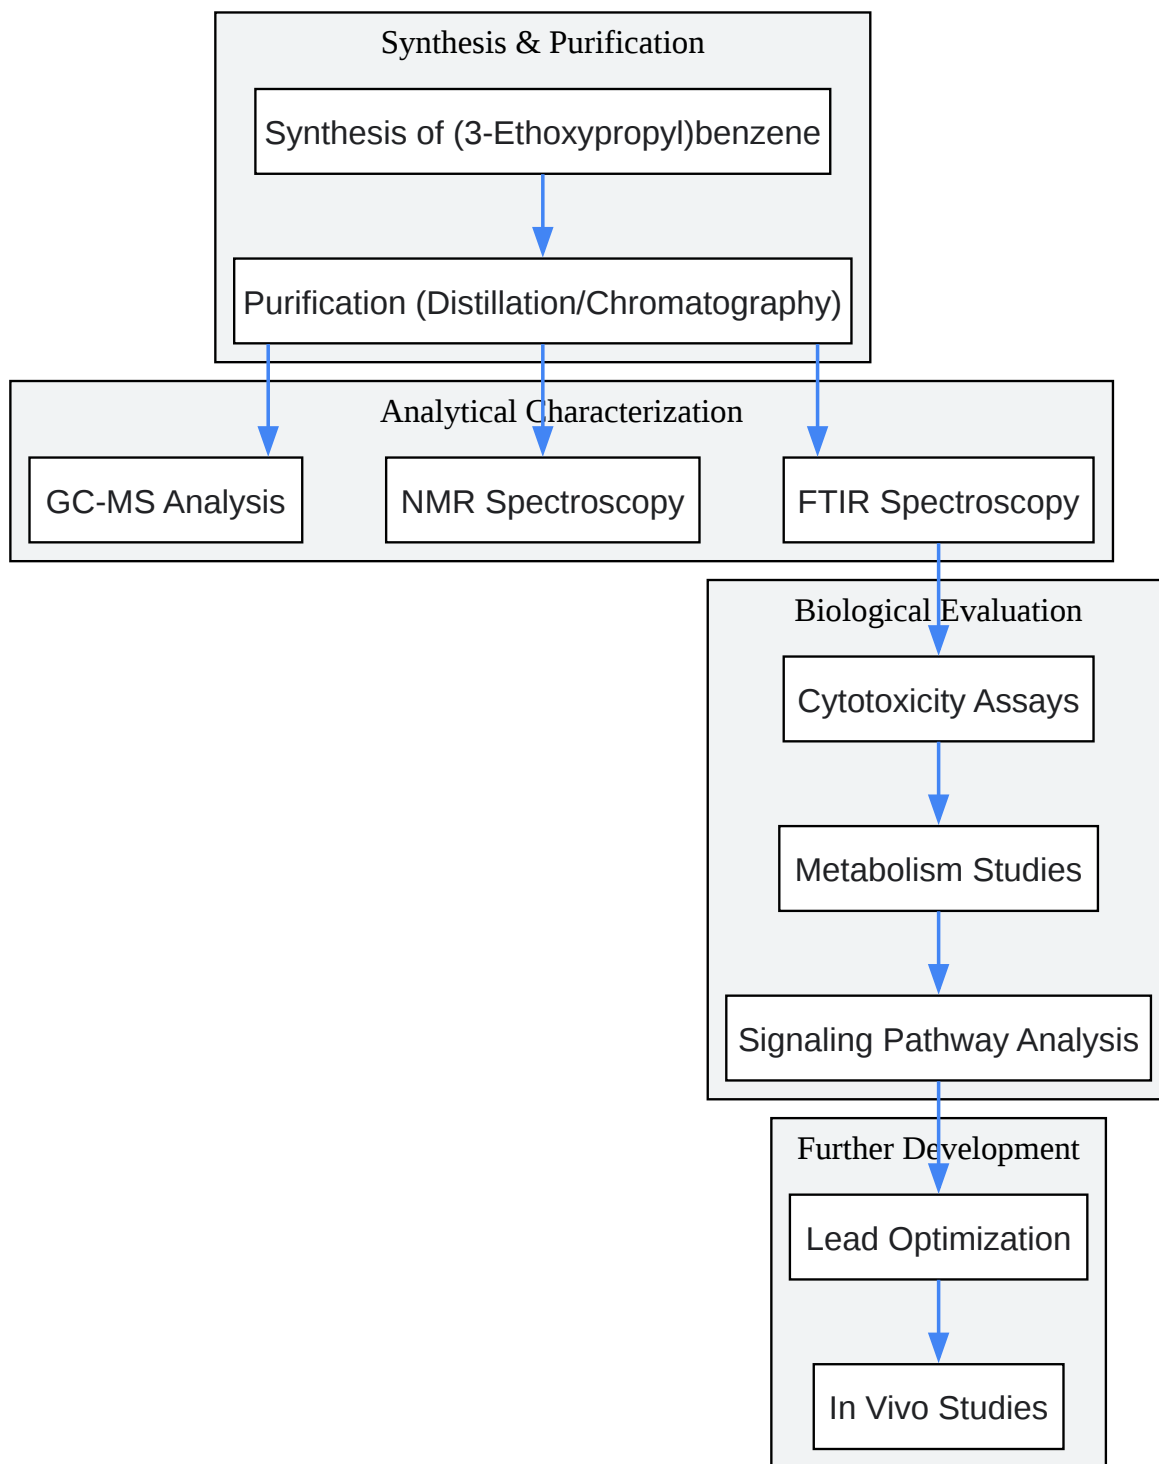 Synthesis & Purification
Synthesis of (3-Ethoxypropyl)benzene
Purification (Distillation/Chromatography)
Analytical Characterization
GC-MS Analysis
NMR Spectroscopy
FTIR Spectroscopy
Biological Evaluation
Cytotoxicity Assays
Metabolism Studies
Signaling Pathway Analysis
Further Development
Lead Optimization
In Vivo Studies